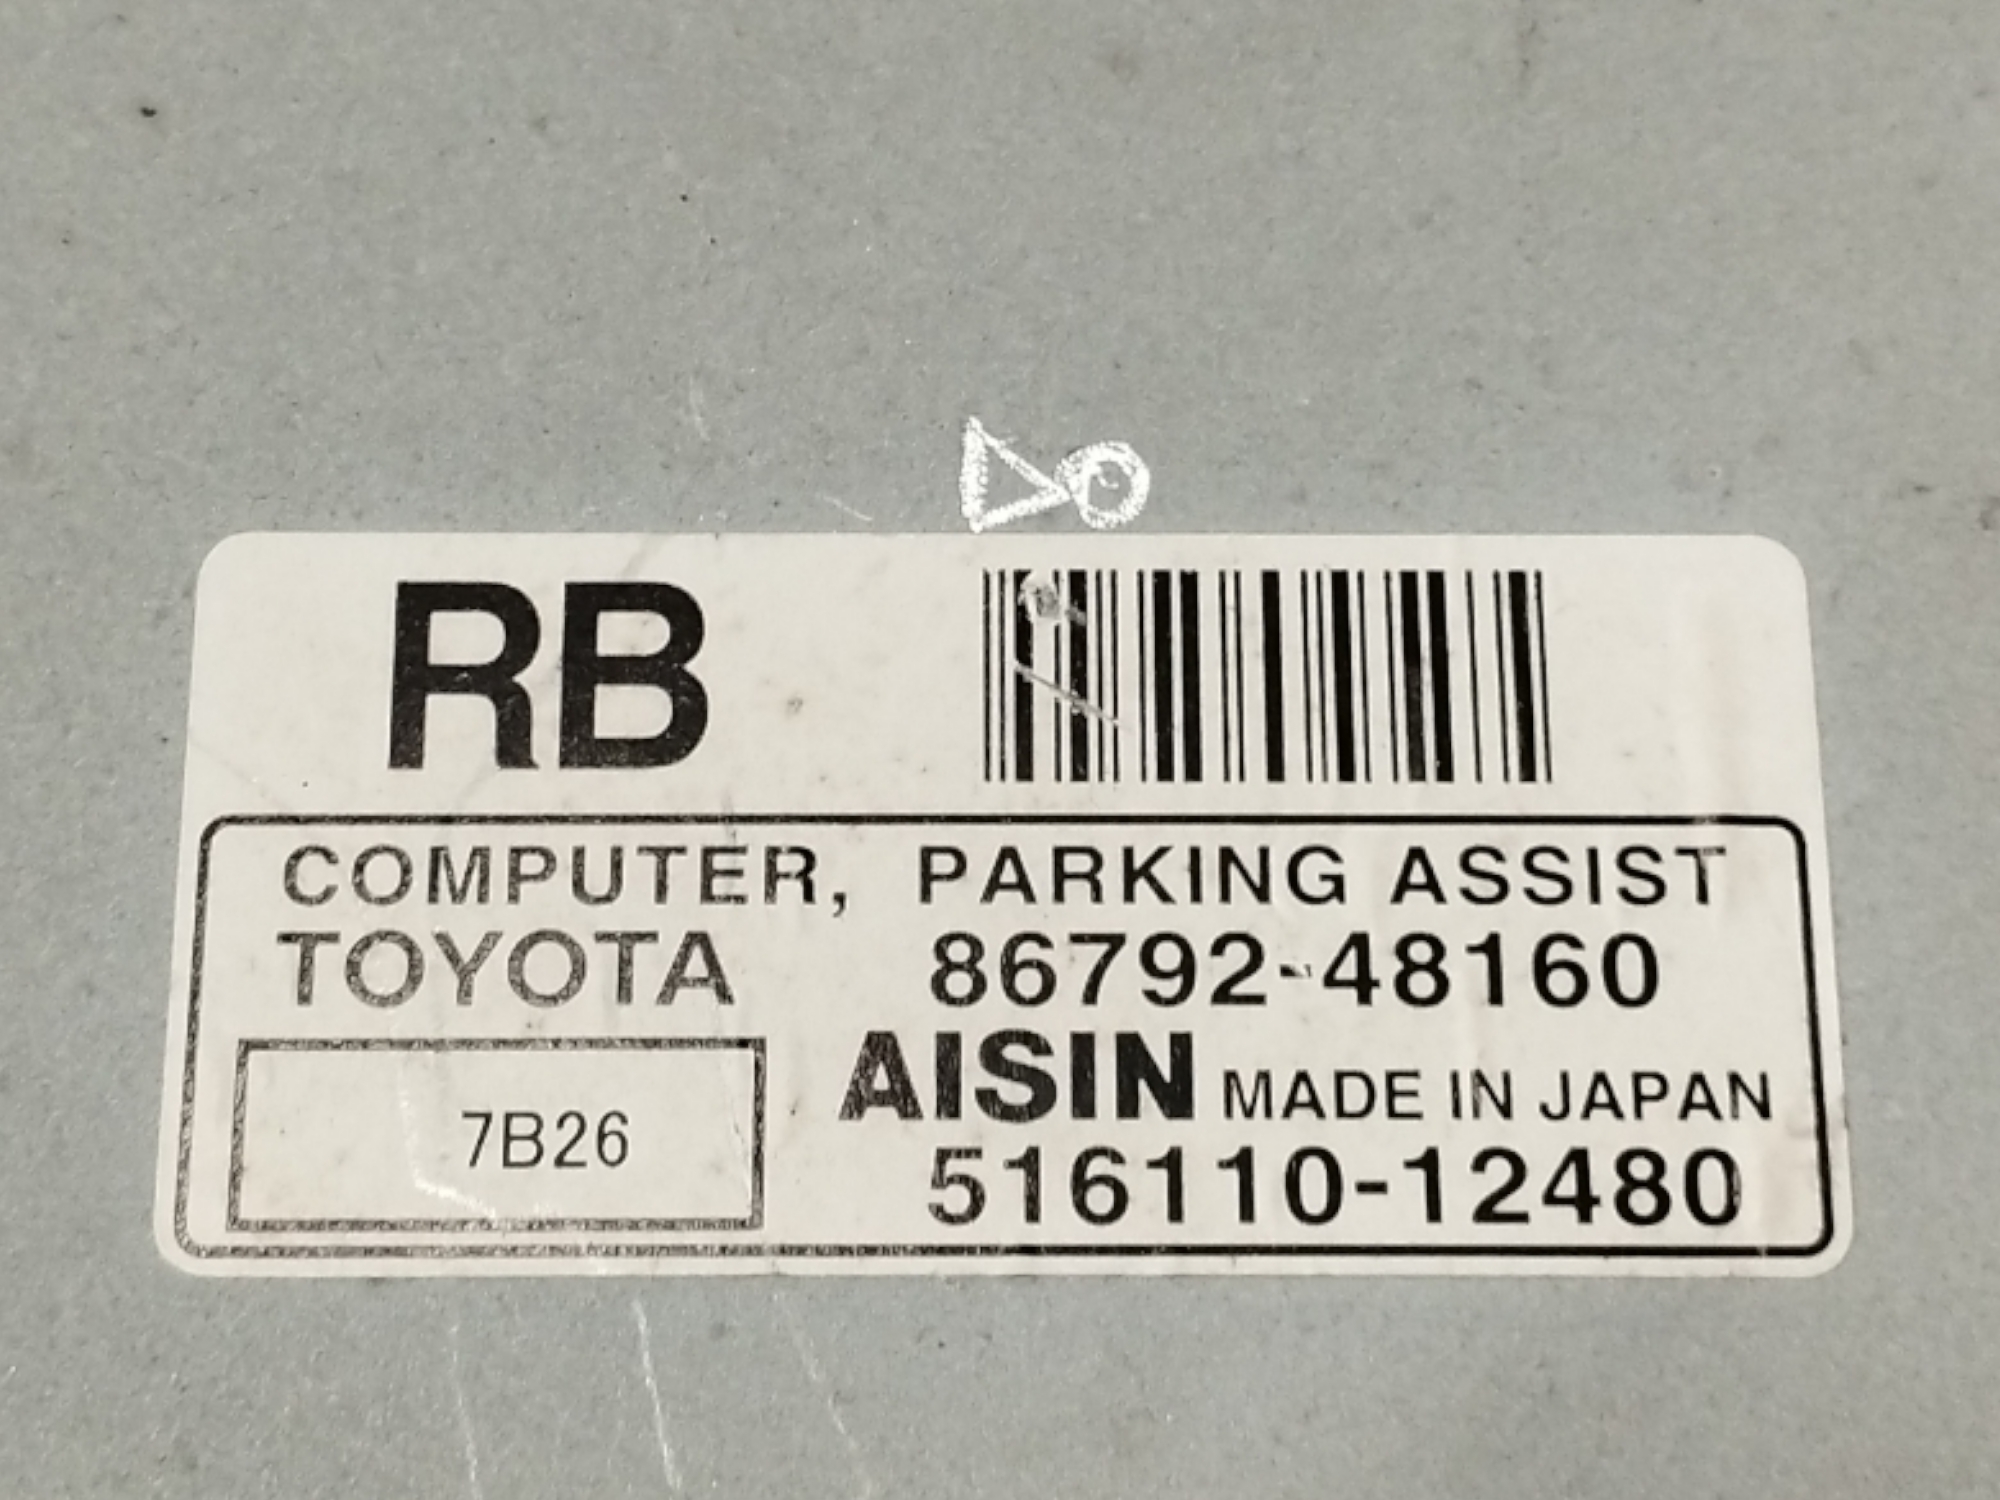 RB
COMPUTER, PARKING ASSIST
TOYOTA 86792-48160
AISIN MADE IN JAPAN
7B26
516110-12480